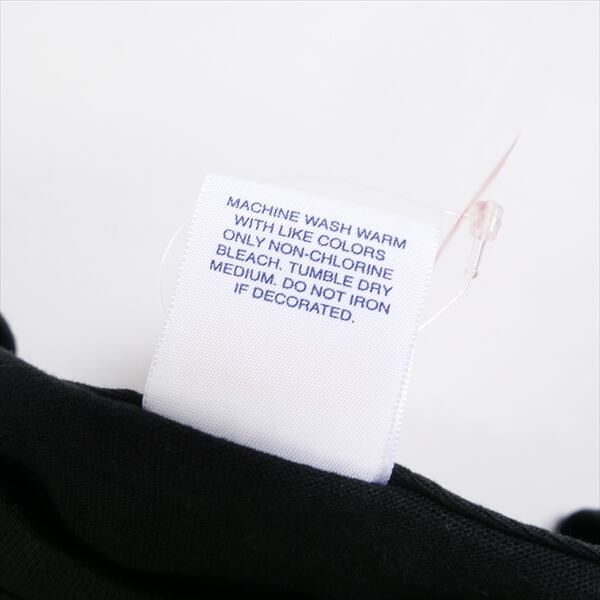 MACHINE WASH WARM
WITH LIKE COLORS
ONLY NON-CHLORINE
BLEACH. TUMBLE DRY
MEDIUM. DO NOT IRON
IF DECORATED.